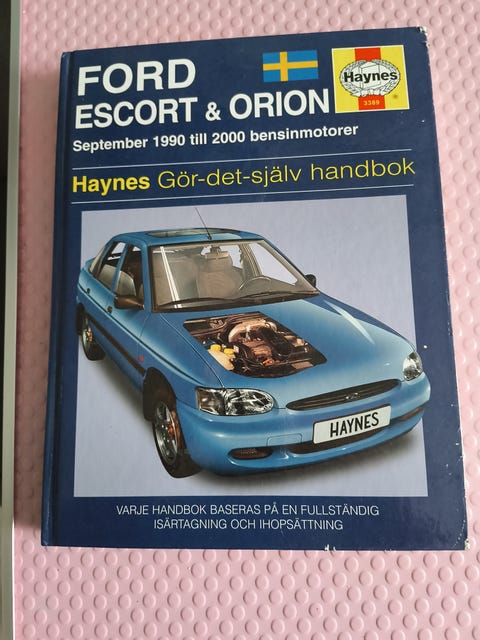 FORD
ESCORT & ORION
Haynes
3389
®
September 1990 till 2000 bensinmotorer
Haynes Gör-det-själv handbok
HAYNES
VARJE HANDBOK BASERAS PÅ EN FULLSTÄNDIG
ISÄRTAGNING OCH IHOPSÄTTNING